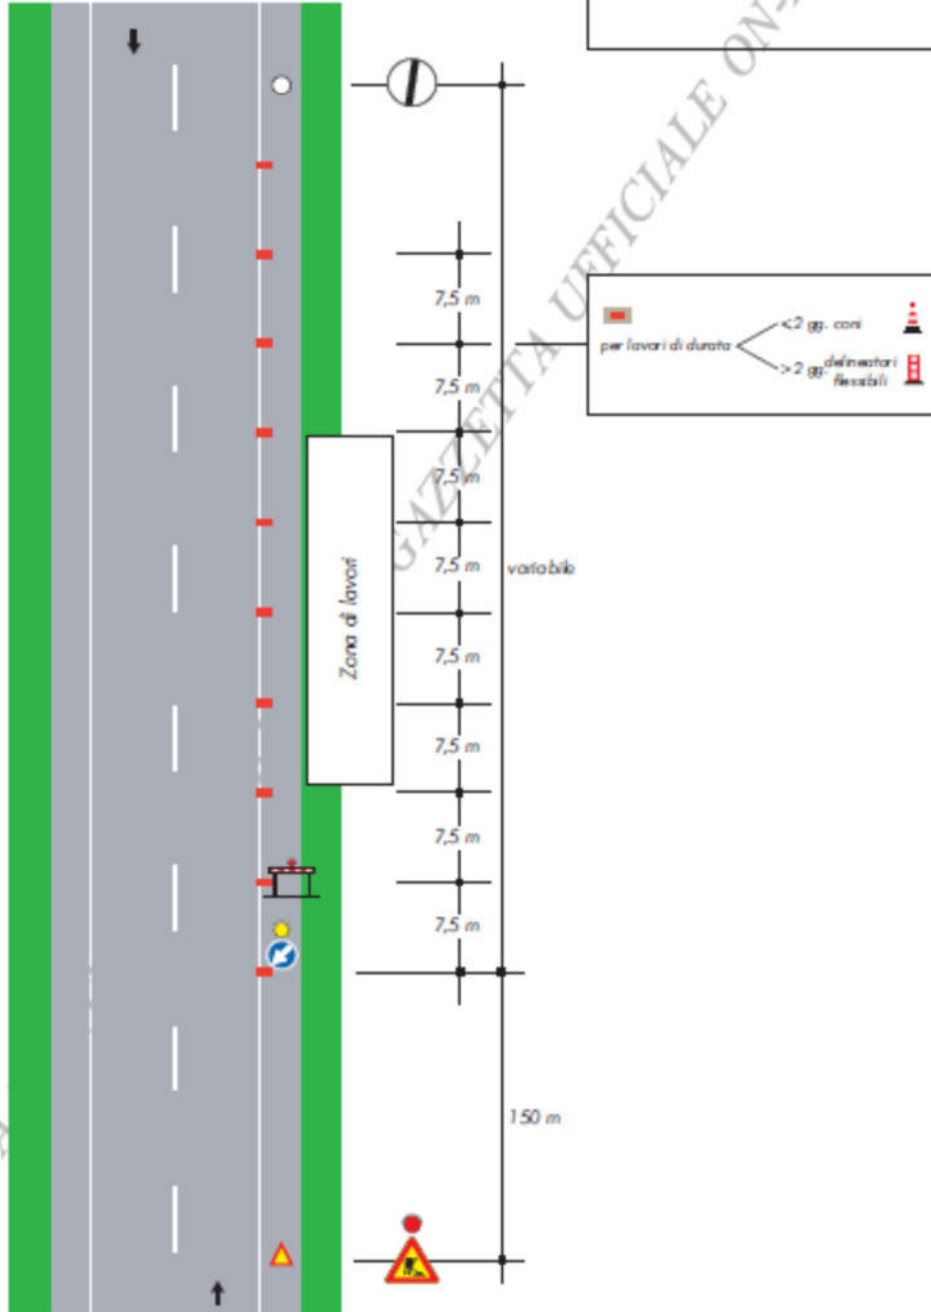 GAZZETTA UFFICIALE ON-
7,5 m
7,5 m
per lavori di durata
<2 gg. coni
>2 gg. delineatori
flessibili
7,5 m
7,5 m
variabile
Zona di lavori
7,5 m
7,5 m
7,5 m
7,5 m
150 m
A